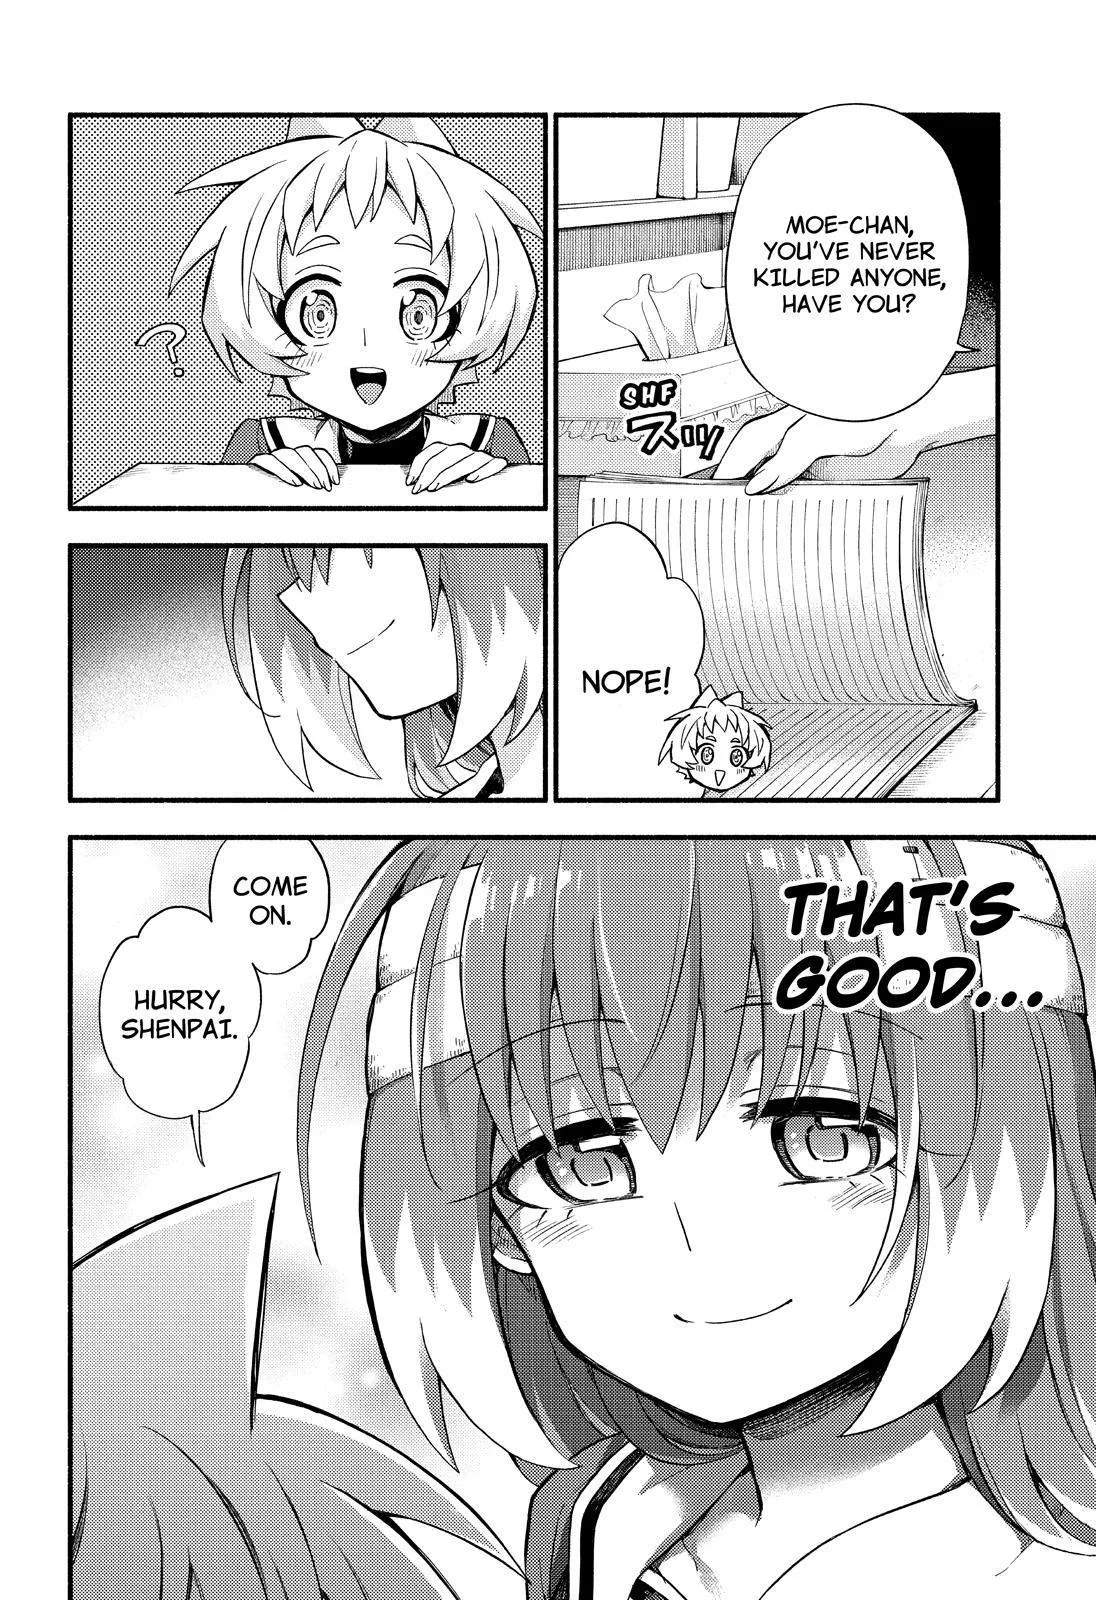 MOE-CHAN,
YOU'VE NEVER
KILLED ANYONE,
HAVE YOU?
SHF
スッ
NOPE!
?
THAT'S
GOOD...
COME
ON.
HURRY,
SHENPAI.